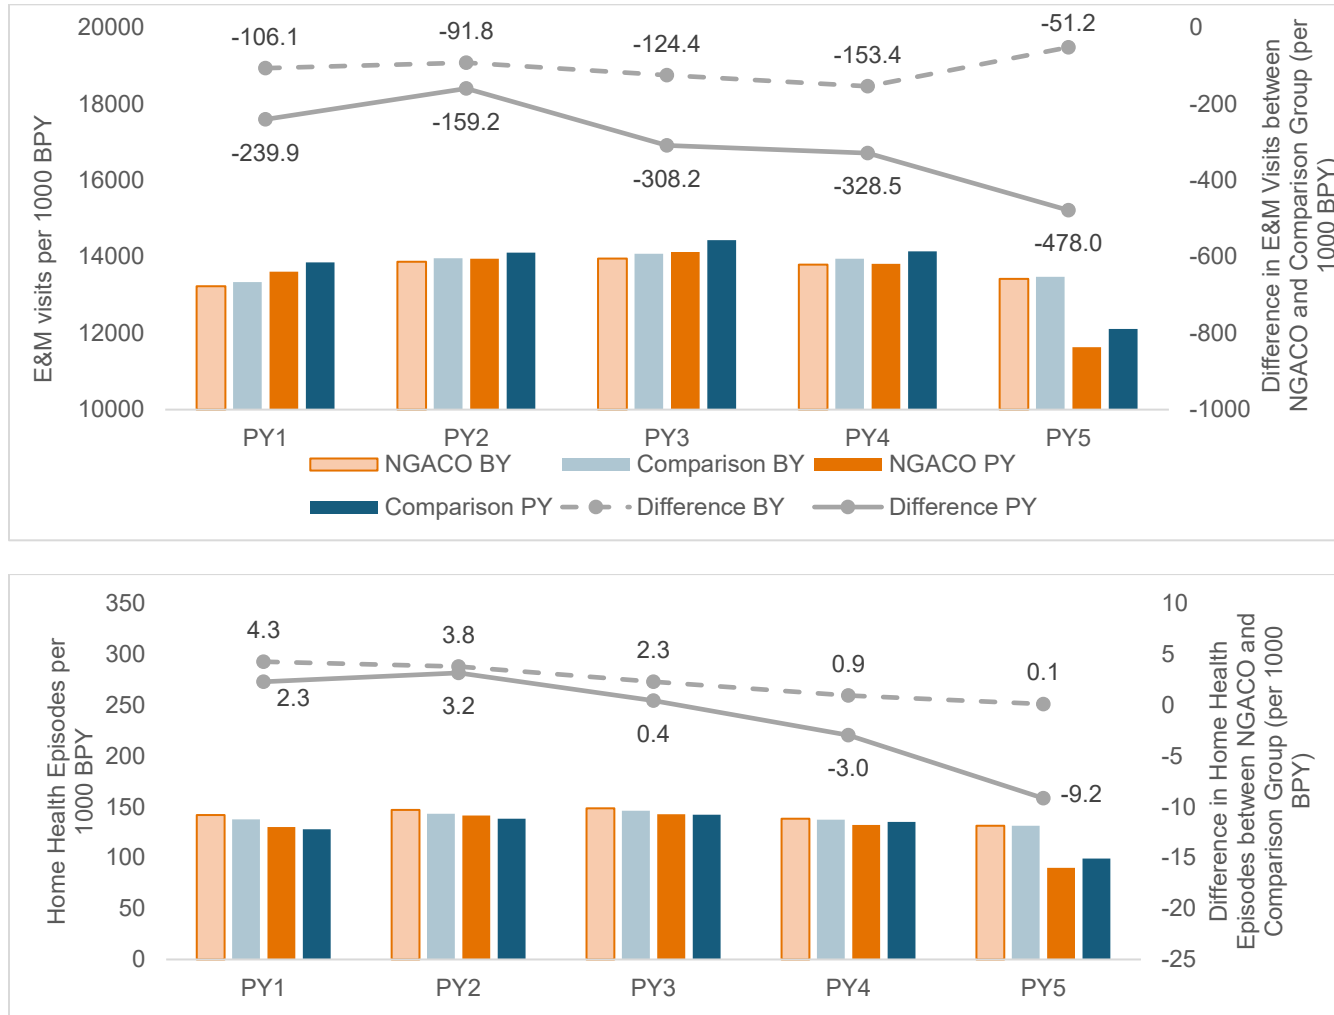 20000
18000
16000
14000
12000
10000
E&M visits per 1000 BPY
-106.1
-91.8
-124.4
-153.4
-51.2
-239.9
-159.2
-308.2
-328.5
-478.0
0
-200
-400
-600
-800
-1000
Difference in E&M Visits between
NGACO and Comparison Group (per
1000 BPY)
PY1
PY2
PY3
PY4
PY5
NGACO BY
Comparison BY
NGACO PY
Comparison PY
Difference BY
Difference PY
350
300
250
200
150
100
50
0
Home Health Episodes per
1000 BPY
4.3
3.8
2.3
0.9
0.1
2.3
3.2
0.4
-3.0
-9.2
10
5
0
-5
-10
-15
-20
-25
Difference in Home Health
Episodes between NGACO and
Comparison Group (per 1000
BPY)
PY1
PY2
PY3
PY4
PY5